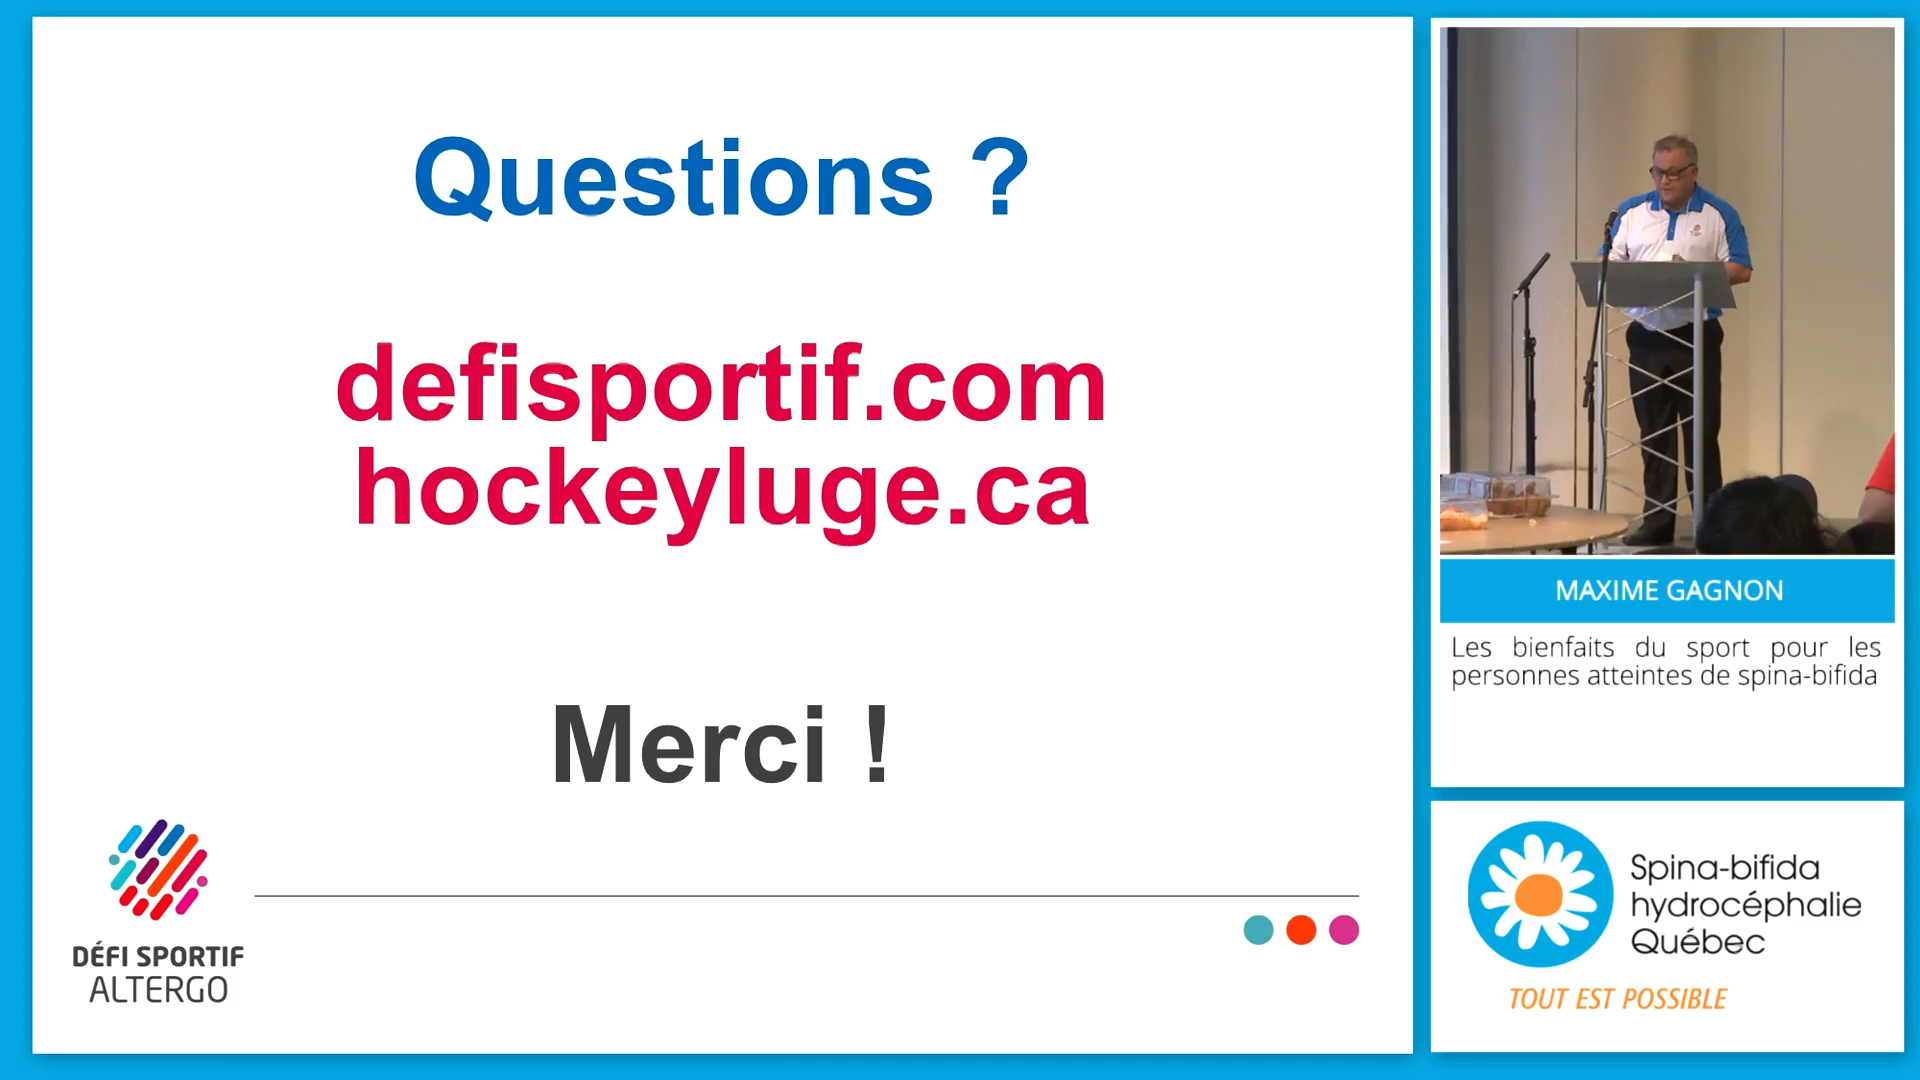 Questions ?
defisportif.com
hockeyluge.ca
Merci !
DÉFI SPORTIF
ALTERGO
MAXIME GAGNON
Les bienfaits du sport pour les
personnes atteintes de spina-bifida
Spina-bifida
hydrocéphalie
Québec
TOUT EST POSSIBLE